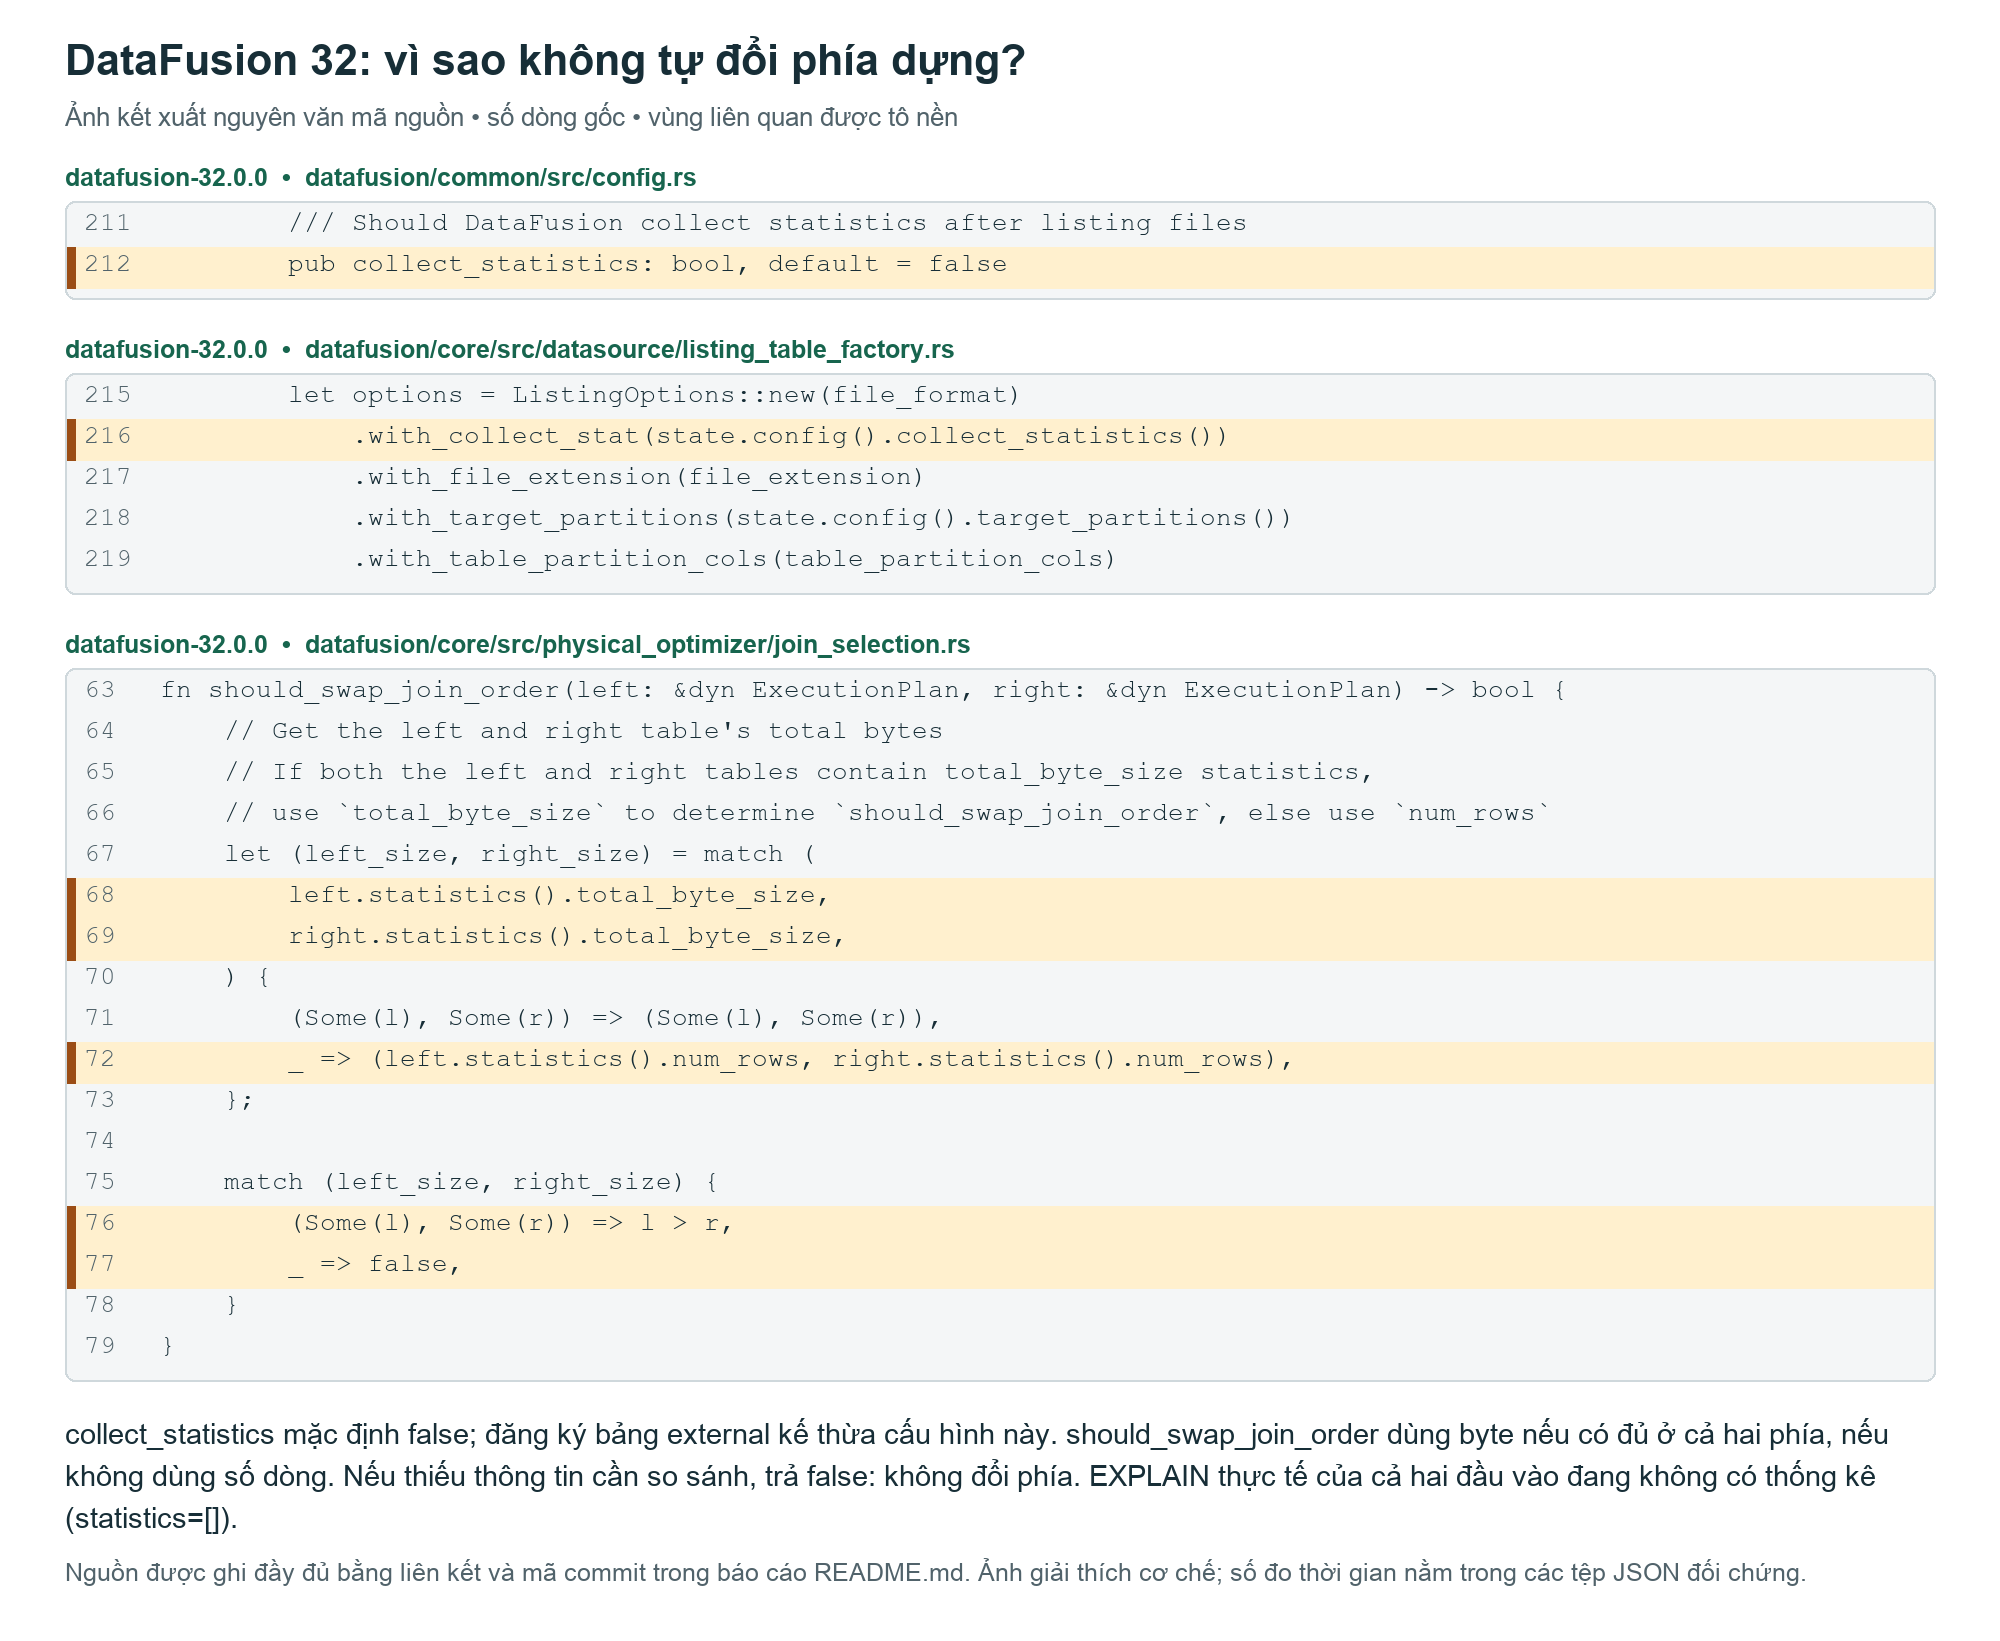 DataFusion 32: vì sao không tự đổi phía dựng?
Ảnh kết xuất nguyên văn mã nguồn • số dòng gốc • vùng liên quan được tô nền
datafusion-32.0.0 • datafusion/common/src/config.rs
211 /// Should DataFusion collect statistics after listing files
212 pub collect_statistics: bool, default = false
datafusion-32.0.0 • datafusion/core/src/datasource/listing_table_factory.rs
215 let options = ListingOptions::new(file_format)
216 .with_collect_stat(state.config().collect_statistics())
217 .with_file_extension(file_extension)
218 .with_target_partitions(state.config().target_partitions())
219 .with_table_partition_cols(table_partition_cols)
datafusion-32.0.0 • datafusion/core/src/physical_optimizer/join_selection.rs
63 fn should_swap_join_order(left: &dyn ExecutionPlan, right: &dyn ExecutionPlan) -> bool {
64 // Get the left and right table's total bytes
65 // If both the left and right tables contain total_byte_size statistics,
66 // use `total_byte_size` to determine `should_swap_join_order`, else use `num_rows`
67 let (left_size, right_size) = match (
68 left.statistics().total_byte_size,
69 right.statistics().total_byte_size,
70 ) {
71 (Some(l), Some(r)) => (Some(l), Some(r)),
72 _ => (left.statistics().num_rows, right.statistics().num_rows),
73 };
74
75 match (left_size, right_size) {
76 (Some(l), Some(r)) => l > r,
77 _ => false,
78 }
79 }
collect_statistics mặc định false; đăng ký bảng external kế thừa cấu hình này. should_swap_join_order dùng byte nếu có đủ ở cả hai phía, nếu
không dùng số dòng. Nếu thiếu thông tin cần so sánh, trả false: không đổi phía. EXPLAIN thực tế của cả hai đầu vào đang không có thống kê
(statistics=[]).
Nguồn được ghi đầy đủ bằng liên kết và mã commit trong báo cáo README.md. Ảnh giải thích cơ chế; số đo thời gian nằm trong các tệp JSON đối chứng.